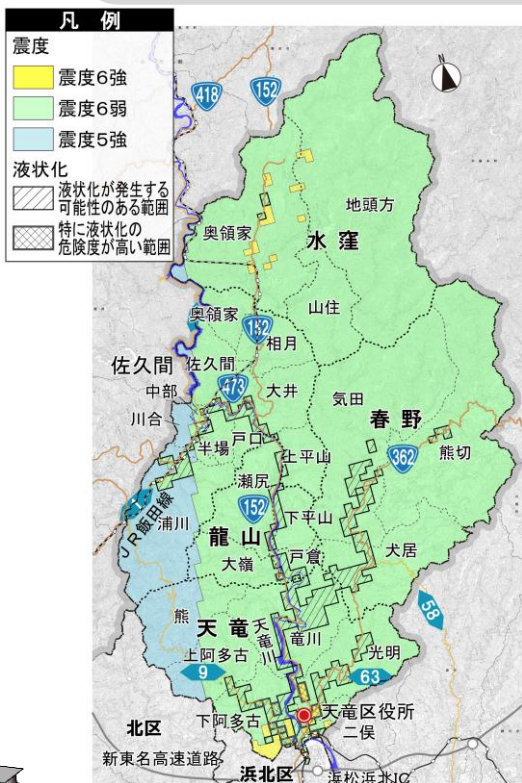 凡 例
震度
震度6強
震度6弱
震度5強
液状化
液状化が発生する
可能性のある範囲
特に液状化の
危険度が高い範囲
418
152
地頭方
奥領家
水窪
山住
奥領家
152
相月
佐久間
佐久間
中部
473
大井
気田
川合
春野
戸口
半場
上平山
362
熊切
瀬尻
JR飯田線
浦川
152
下平山
龍山
大嶺
戸倉
犬居
58
熊
天竜
天竜川
竜川
光明
上阿多古
9
63
天竜区役所
下阿多古
二俣
北区
新東名高速道路
浜北区
浜松浜北IC